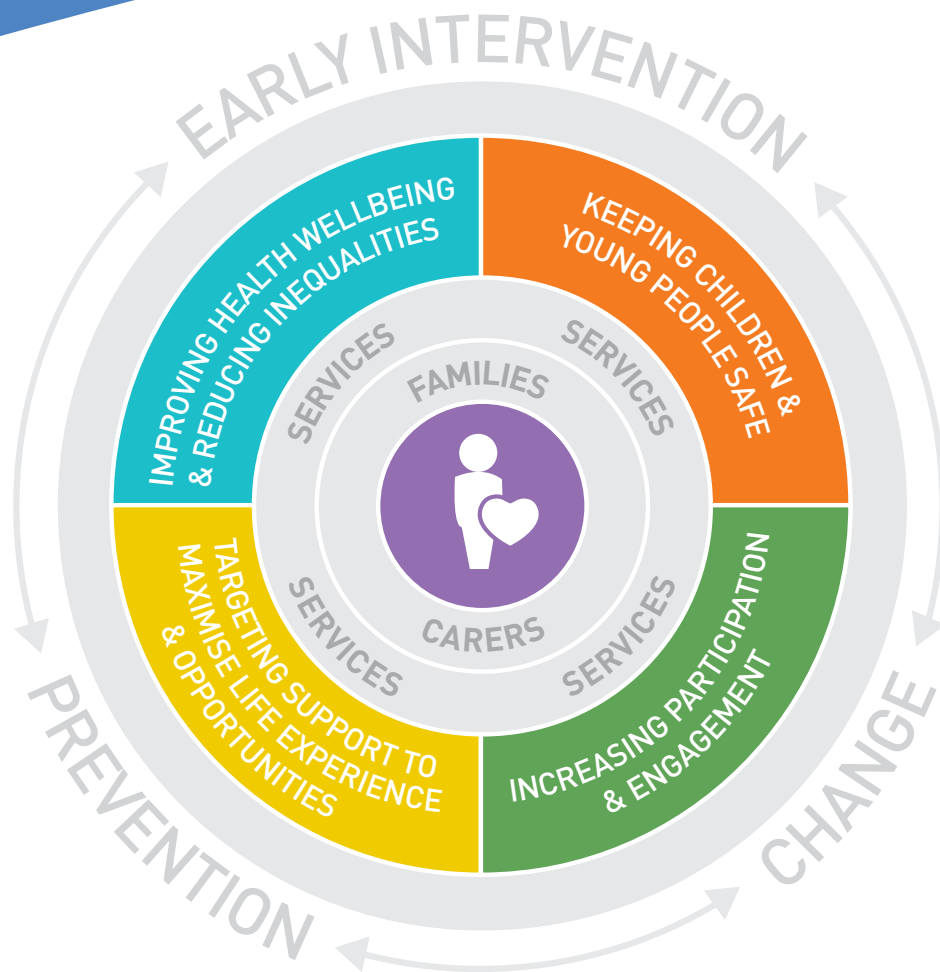 EARLY INTERVENTION
IMPROVING HEALTH WELLBEING
& REDUCING INEQUALITIES
KEEPING CHILDREN &
YOUNG PEOPLE SAFE
SERVICES
SERVICES
FAMILIES
CARERS
SERVICES
SERVICES
TARGETING SUPPORT TO
MAXIMISE LIFE EXPERIENCE
& OPPORTUNITIES
INCREASING PARTICIPATION
& ENGAGEMENT
PREVENTION
CHANGE